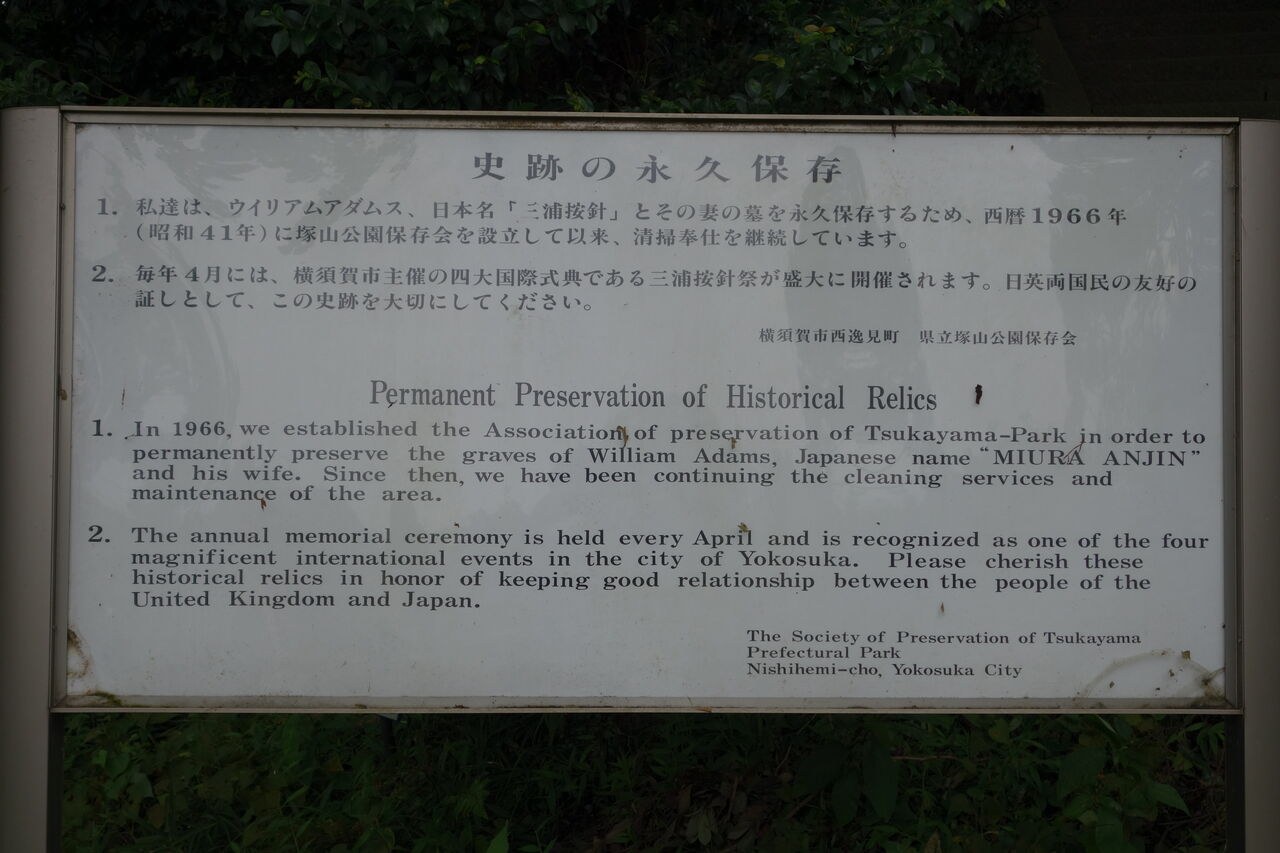 史跡の永久保存
1. 私達は、ウイリアムアダムス、日本名「三浦按針」とその妻の墓を永久保存するため、西暦1966年
(昭和41年)に塚山公園保存会を設立して以来、清掃奉仕を継続しています。
2. 毎年4月には、横須賀市主催の四大国際式典である三浦按針祭が盛大に開催されます。日英両国民の友好の
証しとして、この史跡を大切にしてください。
横須賀市西逸見町 県立塚山公園保存会
Permanent Preservation of Historical Relics
1. In 1966, we established the Association of preservation of Tsukayama-Park in order to
permanently preserve the graves of William Adams, Japanese name "MIURA ANJIN"
and his wife. Since then, we have been continuing the cleaning services and
maintenance of the area.
2. The annual memorial ceremony is held every April and is recognized as one of the four
magnificent international events in the city of Yokosuka. Please cherish these
historical relics in honor of keeping good relationship between the people of the
United Kingdom and Japan.
The Society of Preservation of Tsukayama
Prefectural Park
Nishihemi-cho, Yokosuka City